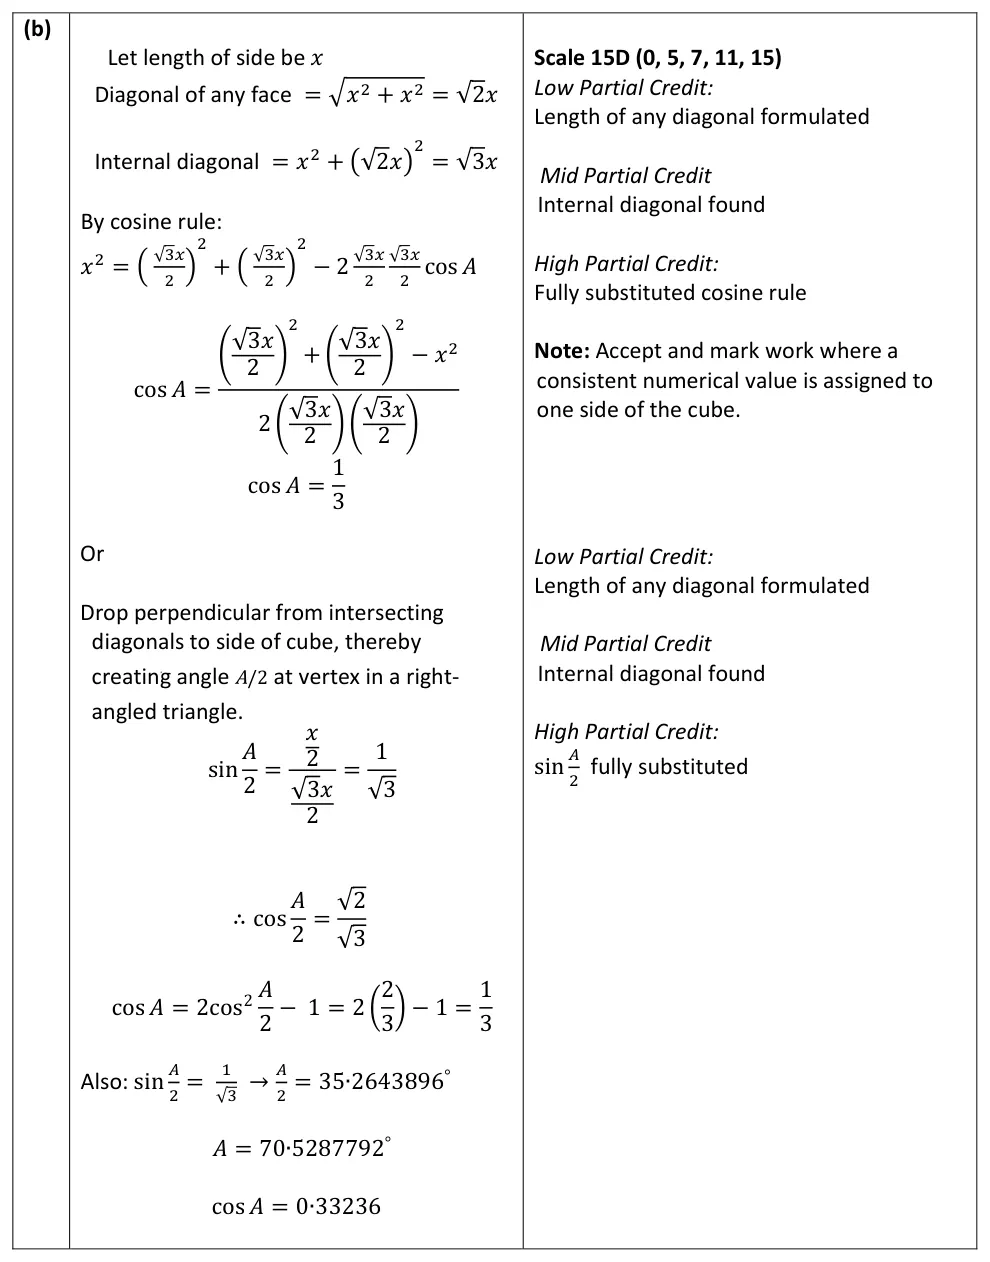 (b)
Let length of side be x
Diagonal of any face = √(x² + x²) = √2x
Internal diagonal = x² + (√2x)² = √3x
By cosine rule:
x² = (√3x/2)² + (√3x/2)² − 2 √3x/2 √3x/2 cos A
cos A = ((√3x/2)² + (√3x/2)² − x²)/(2(√3x/2)(√3x/2))
cos A = 1/3
Or
Drop perpendicular from intersecting
diagonals to side of cube, thereby
creating angle A/2 at vertex in a right-
angled triangle.
sin A/2 = (x/2)/(√3x/2) = 1/√3
∴ cos A/2 = √2/√3
cos A = 2cos² A/2 − 1 = 2(2/3) − 1 = 1/3
Also: sin A/2 = 1/√3 → A/2 = 35·2643896°
A = 70·5287792°
cos A = 0·33236
Scale 15D (0, 5, 7, 11, 15)
Low Partial Credit:
Length of any diagonal formulated
Mid Partial Credit
Internal diagonal found
High Partial Credit:
Fully substituted cosine rule
Note: Accept and mark work where a
consistent numerical value is assigned to
one side of the cube.
Low Partial Credit:
Length of any diagonal formulated
Mid Partial Credit
Internal diagonal found
High Partial Credit:
sin A/2 fully substituted